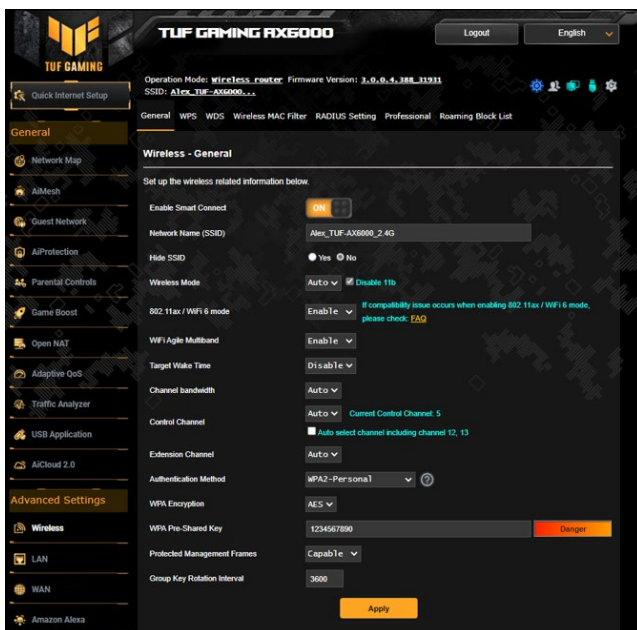 TUF GAMING AX6000
Logout
English
TUF GAMING
Operation Mode: Wireless router Firmware Version: 3.0.0.4.388_31931
SSID: Alex_TUF-AX6000...
Quick Internet Setup
General WPS WDS Wireless MAC Filter RADIUS Setting Professional Roaming Block List
General
Network Map
AiMesh
Guest Network
AiProtection
Parental Controls
Game Boost
Open NAT
Adaptive QoS
Traffic Analyzer
USB Application
AiCloud 2.0
Advanced Settings
Wireless
LAN
WAN
Amazon Alexa
Wireless - General
Set up the wireless related information below.
Enable Smart Connect ON
Network Name (SSID) Alex_TUF-AX6000_2.4G
Hide SSID Yes No
Wireless Mode Auto Disable 11b
802.11ax / WiFi 6 mode Enable If compatibility issue occurs when enabling 802.11ax / WiFi 6 mode,
please check: FAQ
WiFi Agile Multiband Enable
Target Wake Time Disable
Channel bandwidth Auto
Control Channel Auto Current Control Channel: 5
Auto select channel including channel 12, 13
Extension Channel Auto
Authentication Method WPA2-Personal ?
WPA Encryption AES
WPA Pre-Shared Key 1234567890 Danger
Protected Management Frames Capable
Group Key Rotation Interval 3600
Apply